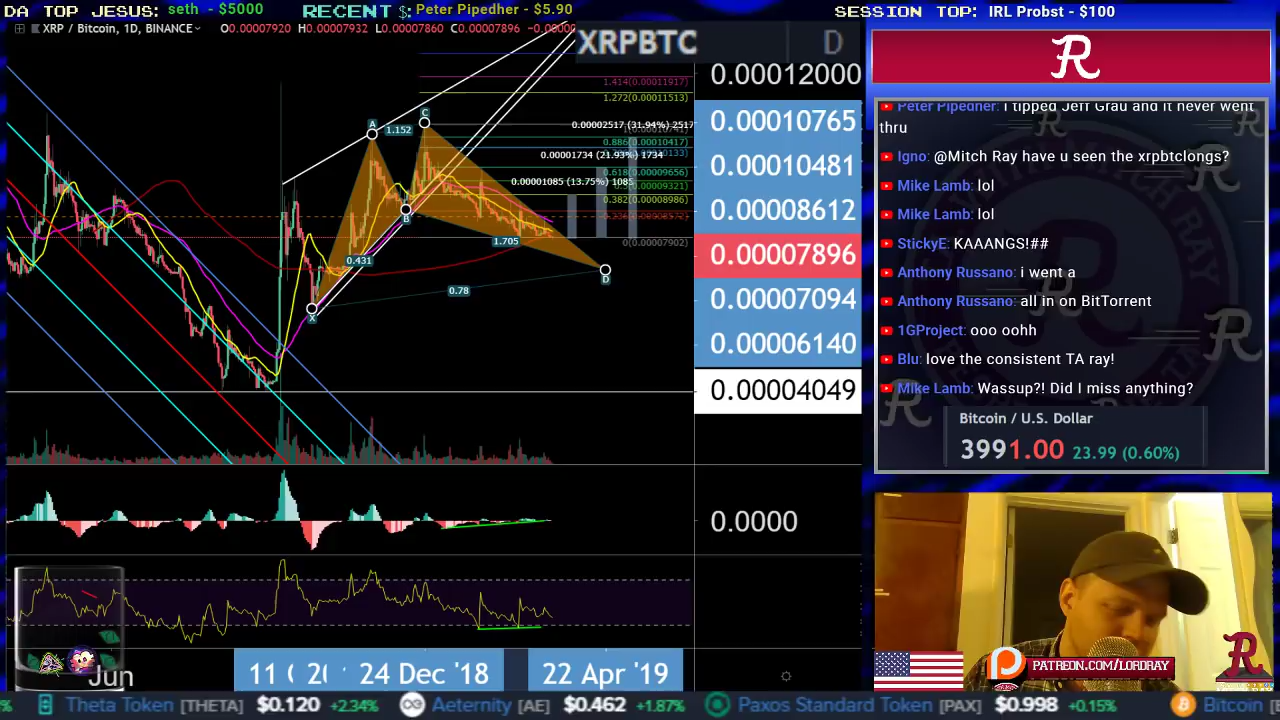 DA TOP JESUS: seth - $5000
RECENT $: Peter Pipedher - $5.90
SESSION TOP: IRL Probst - $100
XRP / Bitcoin, 1D, BINANCE O0.00007920 H0.00007932 L0.00007860 C0.00007896
XRPBTC D
1.414(0.00011917)
1.272(0.00011513)
0.00002517 (31.94%) 2517
0.886(0.00010417)
0.00001734 (21.93%) 1734
0.618(0.00009656)
0.00001085 (13.75%) 1085
0.382(0.00008986)
0(0.00007902)
A
1.152
C
B
1.705
0.431
0.78
X
D
0.00012000
0.00010765
0.00010481
0.00008612
0.00007896
0.00007094
0.00006140
0.00004049
0.0000
Jun
24 Dec '18
22 Apr '19
R
Peter Pipedher: i tipped Jeff Grau and it never went
thru
Igno: @Mitch Ray have u seen the xrpbtclongs?
Mike Lamb: lol
Mike Lamb: lol
StickyE: KAAANGS!##
Anthony Russano: i went a
Anthony Russano: all in on BitTorrent
1GProject: ooo oohh
Blu: love the consistent TA ray!
Mike Lamb: Wassup?! Did I miss anything?
Bitcoin / U.S. Dollar
3991.00 23.99 (0.60%)
PATREON.COM/LORDRAY
R
Theta Token [THETA] $0.120 +2.34%
Aeternity [AE] $0.462 +1.87%
Paxos Standard Token [PAX] $0.998 +0.15%
Bitcoin